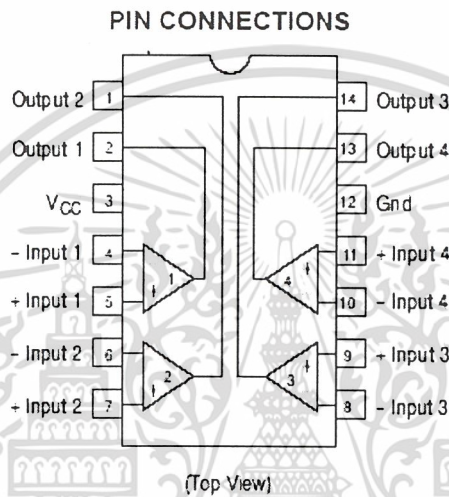 PIN CONNECTIONS
Output 2 1 14 Output 3
Output 1 2 13 Output 4
VCC 3 12 Gnd
- Input 1 4 11 + Input 4
1 4
+ Input 1 5 10 - Input 4
- Input 2 6 9 + Input 3
2 3
+ Input 2 7 8 - Input 3
(Top View)